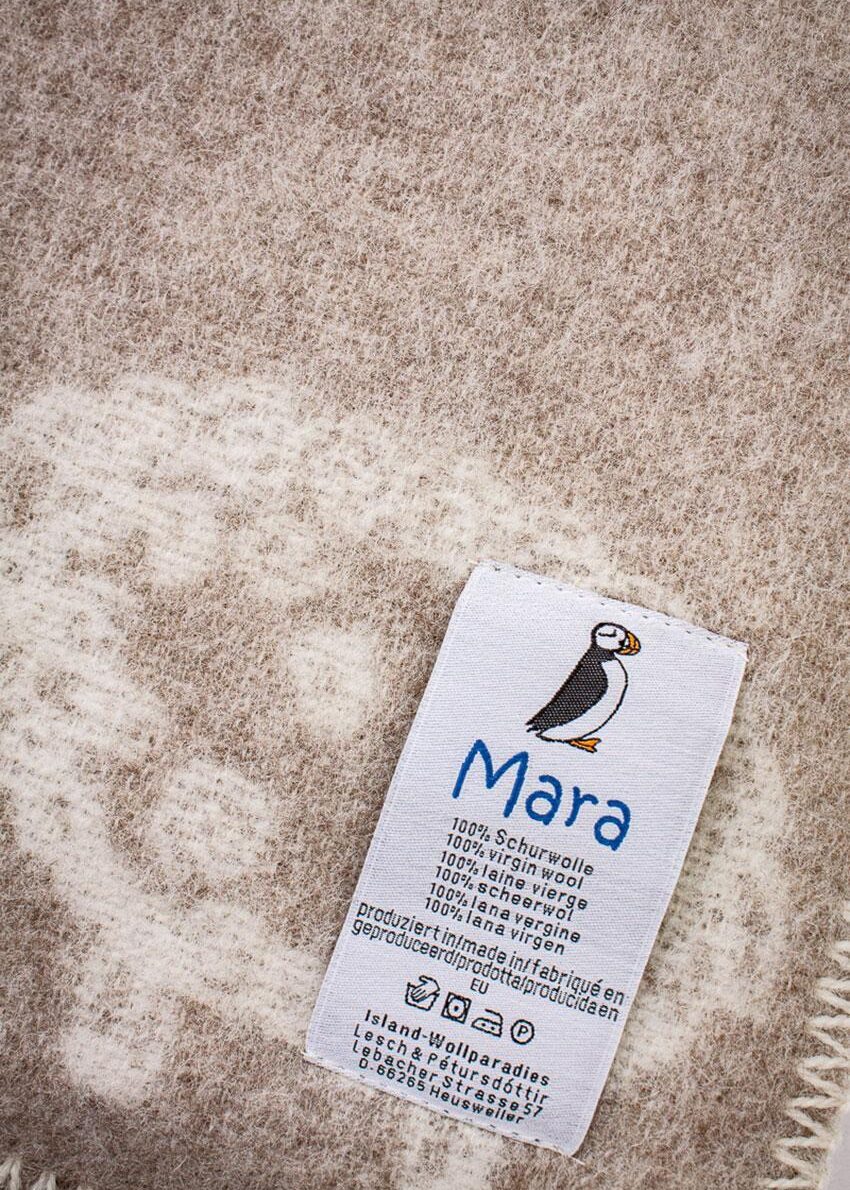 Mara
100% Schurwolle
100% virgin wool
100% laine vierge
100% scheerwol
100% lana vergine
100% lana virgen
produziert in/made in/fabriqué en
geproduceerd/prodotta/producida en
EU
P
Island-Wollparadies
Lesch & Pétursdóttir
Lebacher Strasse 57
D-66265 Heusweiler